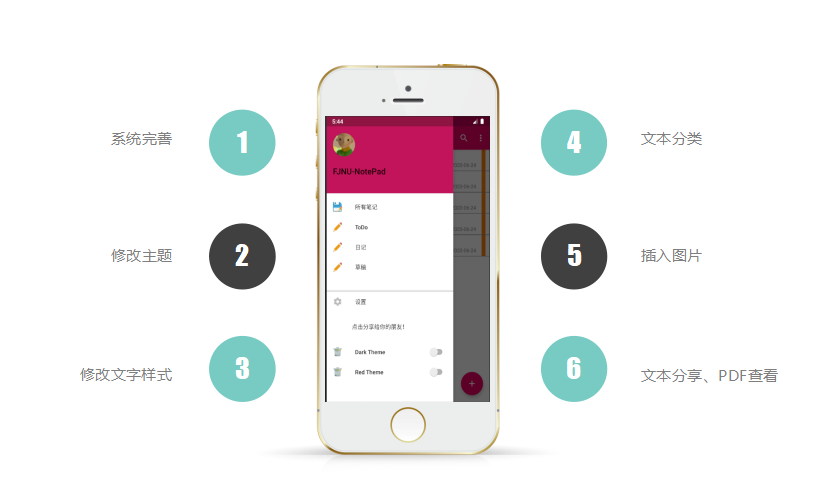 系统完善
1
修改主题
2
修改文字样式
3
5:44
FJNU-NotePad
所有笔记
ToDo
日记
草稿
设置
点击分享给你的朋友!
Dark Theme
Red Theme
4
文本分类
5
插入图片
6
文本分享、PDF查看